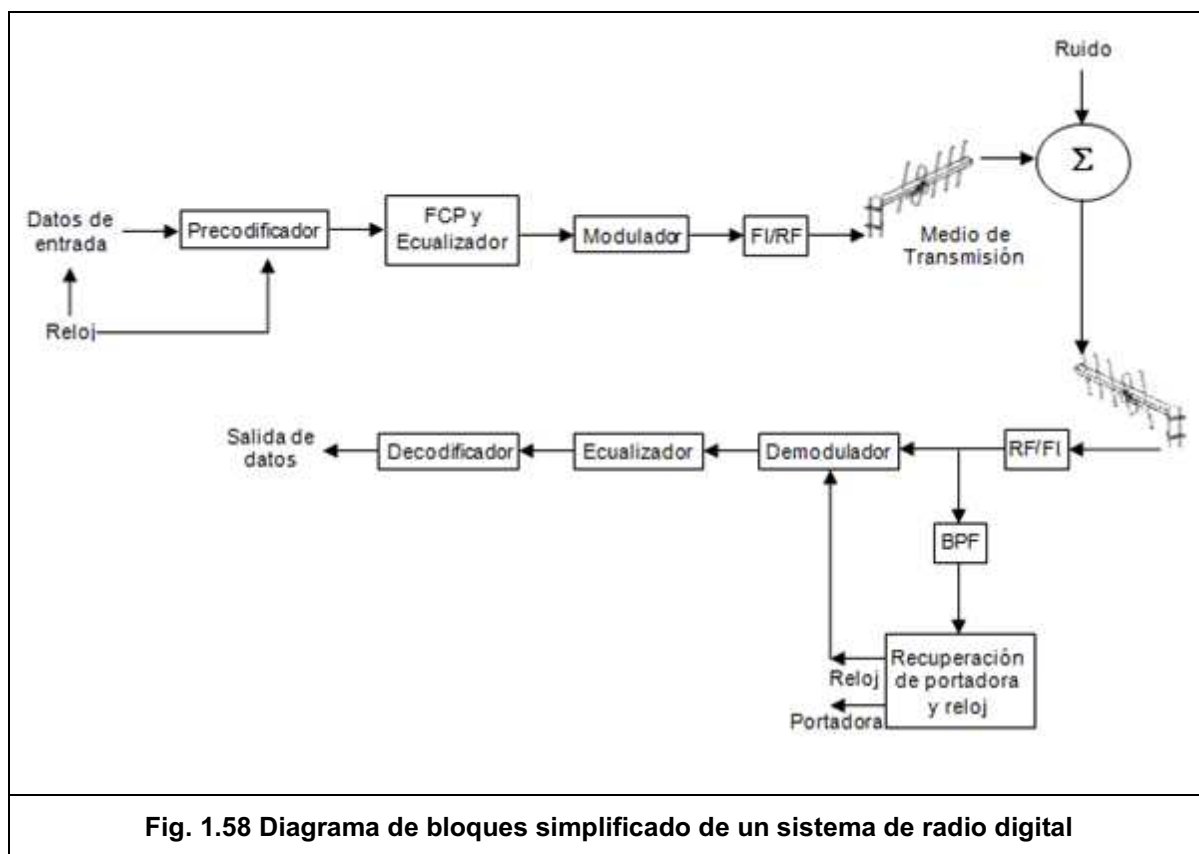 Ruido
Σ
Datos de
entrada
Precodificador
FCP y
Ecualizador
Modulador
FI/RF
Medio de
Transmisión
Reloj
Salida de
datos
Decodificador
Ecualizador
Demodulador
RF/FI
BPF
Recuperación
de portadora
y reloj
Reloj
Portadora
Fig. 1.58 Diagrama de bloques simplificado de un sistema de radio digital